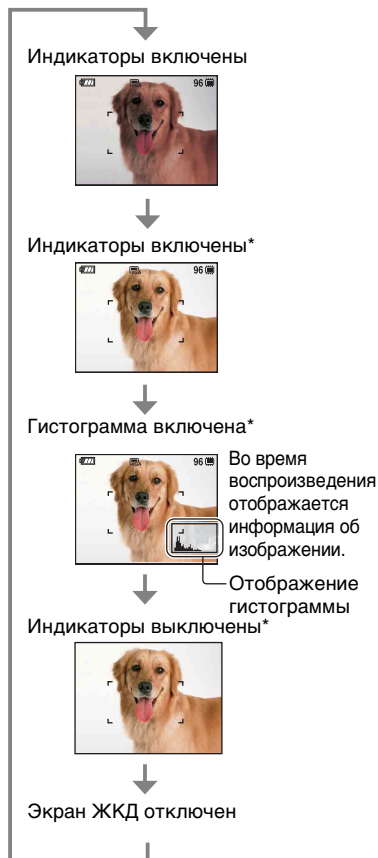 Индикаторы включены
96
Индикаторы включены*
96
Гистограмма включена*
96
Во время
воспроизведения
отображается
информация об
изображении.
Отображение
гистограммы
Индикаторы выключены*
Экран ЖКД отключен